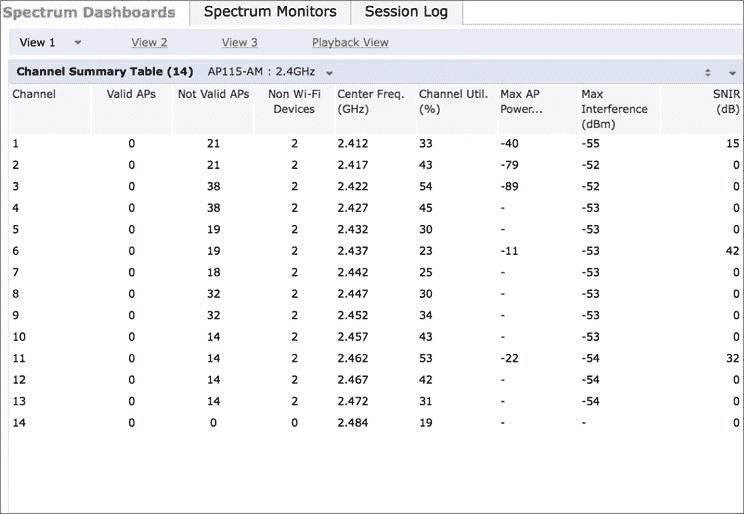 Spectrum Dashboards Spectrum Monitors Session Log
View 1 View 2 View 3 Playback View
Channel Summary Table (14) AP115-AM : 2.4GHz
Channel Valid APs Not Valid APs Non Wi-Fi Devices Center Freq. (GHz) Channel Util. (%) Max AP Power... Max Interference (dBm) SNIR (dB)
1 0 21 2 2.412 33 -40 -55 15
2 0 21 2 2.417 43 -79 -52 0
3 0 38 2 2.422 54 -89 -52 0
4 0 38 2 2.427 45 - -53 0
5 0 19 2 2.432 30 - -53 0
6 0 19 2 2.437 23 -11 -53 42
7 0 18 2 2.442 25 - -53 0
8 0 32 2 2.447 30 - -53 0
9 0 32 2 2.452 34 - -53 0
10 0 14 2 2.457 43 - -53 0
11 0 14 2 2.462 53 -22 -54 32
12 0 14 2 2.467 42 - -54 0
13 0 14 2 2.472 31 - -54 0
14 0 0 0 2.484 19 - - 0